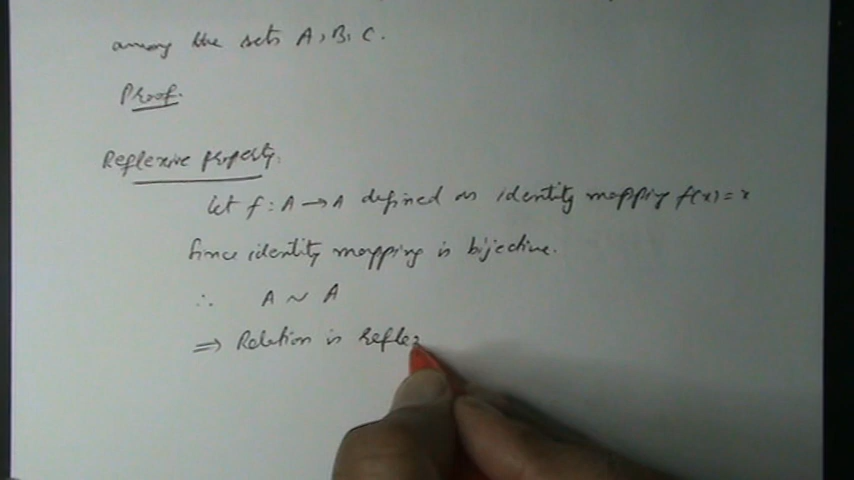 among the sets A, B, C.
Proof.
Reflexive property.
Let f : A → A defined as identity mapping f(x) = x
Since identity mapping is bijective.
∴ A ~ A
⇒ Relation is refle